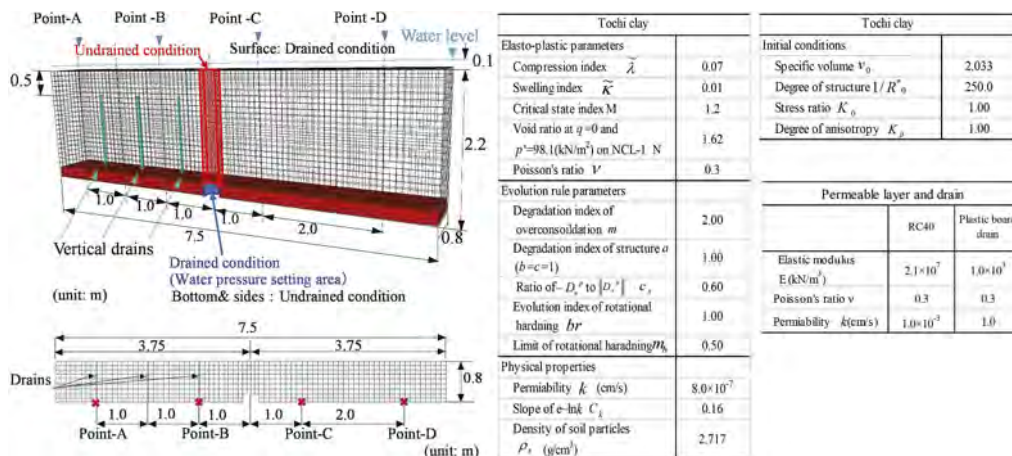 Point-A Point -B Point -C Point -D
Water level
Undrained condition
Surface: Drained condition
0.1
0.5
2.2
1.0
1.0
1.0
1.0
2.0
0.8
7.5
Vertical drains
Drained condition
(Water pressure setting area)
(unit: m)
Bottom& sides : Undrained condition
7.5
3.75 3.75
Drains
0.8
1.0 1.0 1.0 1.0 2.0
Point-A Point-B Point-C Point-D
(unit: m)
Tochi clay
Elasto-plastic parameters
Compression index λ̃ 0.07
Swelling index κ̃ 0.01
Critical state index M 1.2
Void ratio at q=0 and
p'=98.1(kN/m²) on NCL-1 N 1.62
Poisson's ratio ν 0.3
Evolution rule parameters
Degradation index of
overconsoildation m 2.00
Degradation index of structure a
(b=c=1) 1.00
Ratio of 0.60
Evolution index of rotational
hardning br 1.00
Limit of rotational haradning m_b 0.50
Physical properties
Permiability k (cm/s) 8.0×10⁻⁷
Slope of e–lnk C_k 0.16
Density of soil particles
ρ_s (g/cm³) 2.717
Tochi clay
Initial conditions
Specific volume v₀ 2.033
Degree of structure 1/R*₀ 250.0
Stress ratio K₀ 1.00
Degree of anisotropy 1.00
Permeable layer and drain
RC40 Plastic board
drain
Elastic modulus
E (kN/m²) 2.1×10⁷ 1.0×10³
Poisson's ratio ν 0.3 0.3
Permeability k(cm/s) 1.0